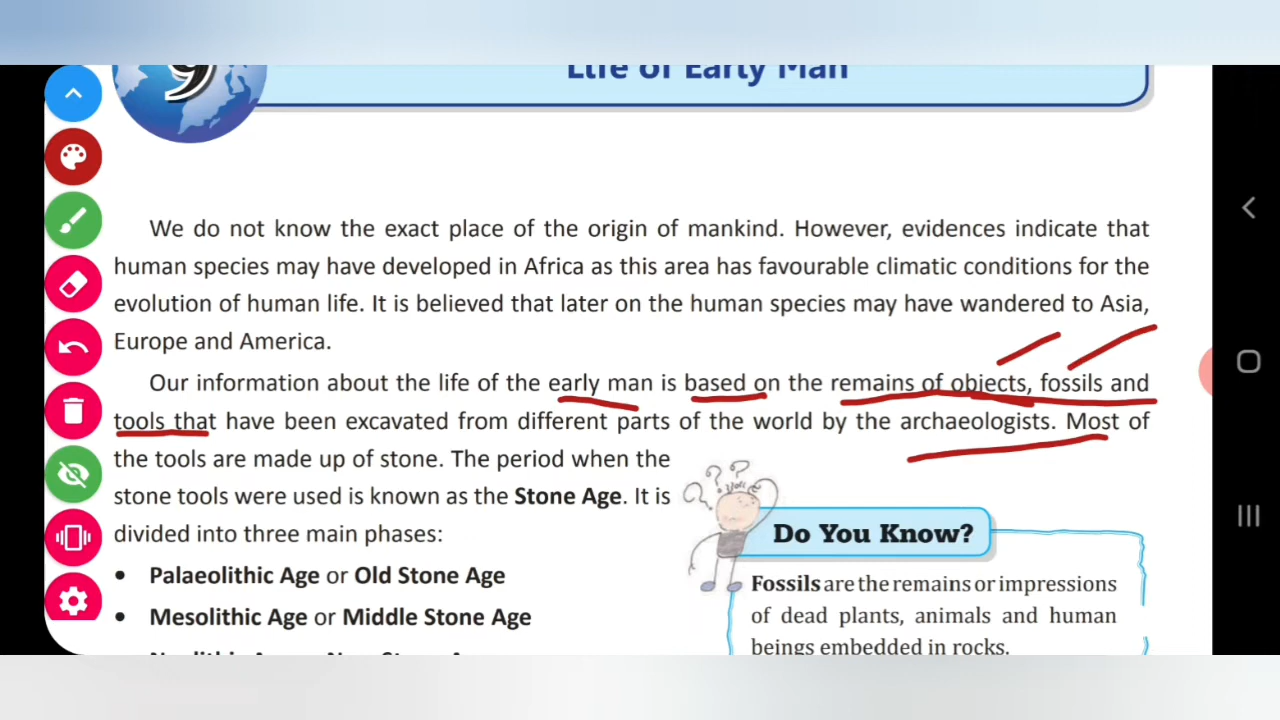 9
Life of Early Man
We do not know the exact place of the origin of mankind. However, evidences indicate that
human species may have developed in Africa as this area has favourable climatic conditions for the
evolution of human life. It is believed that later on the human species may have wandered to Asia,
Europe and America.
Our information about the life of the early man is based on the remains of objects, fossils and
tools that have been excavated from different parts of the world by the archaeologists. Most of
the tools are made up of stone. The period when the
stone tools were used is known as the Stone Age. It is
divided into three main phases:
• Palaeolithic Age or Old Stone Age
• Mesolithic Age or Middle Stone Age
???
Do You Know?
Fossils are the remains or impressions
of dead plants, animals and human
beings embedded in rocks.